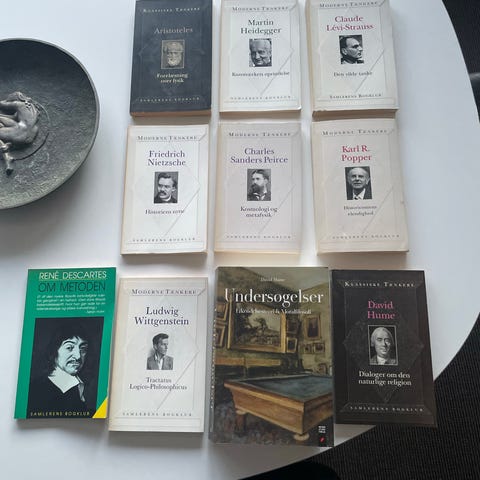 KLASSISKE TÆNKERE
Aristoteles
Forelæsning
over fysik
SAMLERENS BOGKLUB
MODERNE TÆNKERE
Martin
Heidegger
Kunstværkets oprindelse
SAMLERENS BOGKLUB
MODERNE TÆNKERE
Claude
Lévi-Strauss
Den vilde tanke
SAMLERENS BOGKLUB
MODERNE TÆNKERE
Friedrich
Nietzsche
Historiens nytte
SAMLERENS BOGKLUB
MODERNE TÆNKERE
Charles
Sanders Peirce
Kosmologi og
metafysik
SAMLERENS BOGKLUB
MODERNE TÆNKERE
Karl R.
Popper
Historicismens
elendighed
SAMLERENS BOGKLUB
RENÉ DESCARTES
OM METODEN
SAMLERENS BOGKLUB
MODERNE TÆNKERE
Ludwig
Wittgenstein
Tractatus
Logico-Philosophicus
SAMLERENS BOGKLUB
David Hume
Undersøgelser
KLASSISKE TÆNKERE
David
Hume
Dialoger om den
naturlige religion
SAMLERENS BOGKLUB